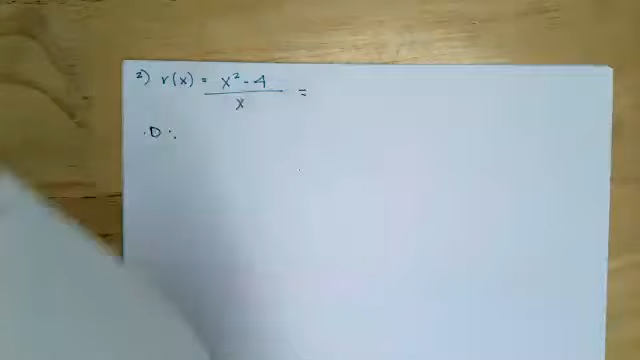 2) r(x) = x² - 4 / x =
. D :.